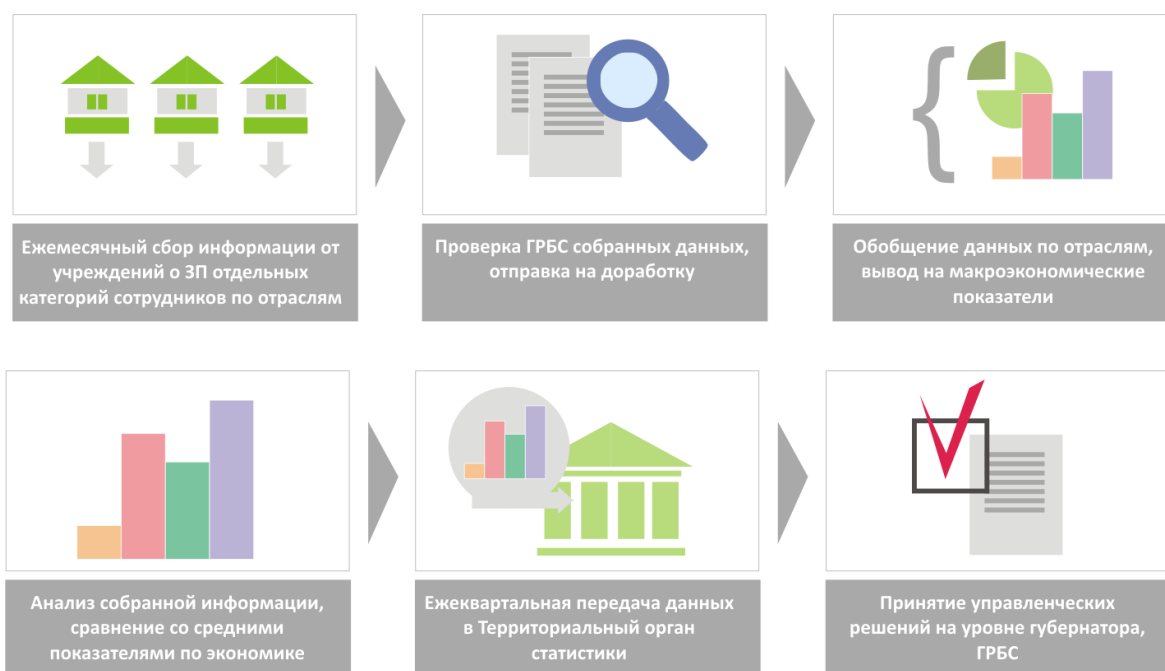 Ежемесячный сбор информации от
учреждений о ЗП отдельных
категорий сотрудников по отраслям
Проверка ГРБС собранных данных,
отправка на доработку
Обобщение данных по отраслям,
вывод на макроэкономические
показатели
Анализ собранной информации,
сравнение со средними
показателями по экономике
Ежеквартальная передача данных
в Территориальный орган
статистики
Принятие управленческих
решений на уровне губернатора,
ГРБС